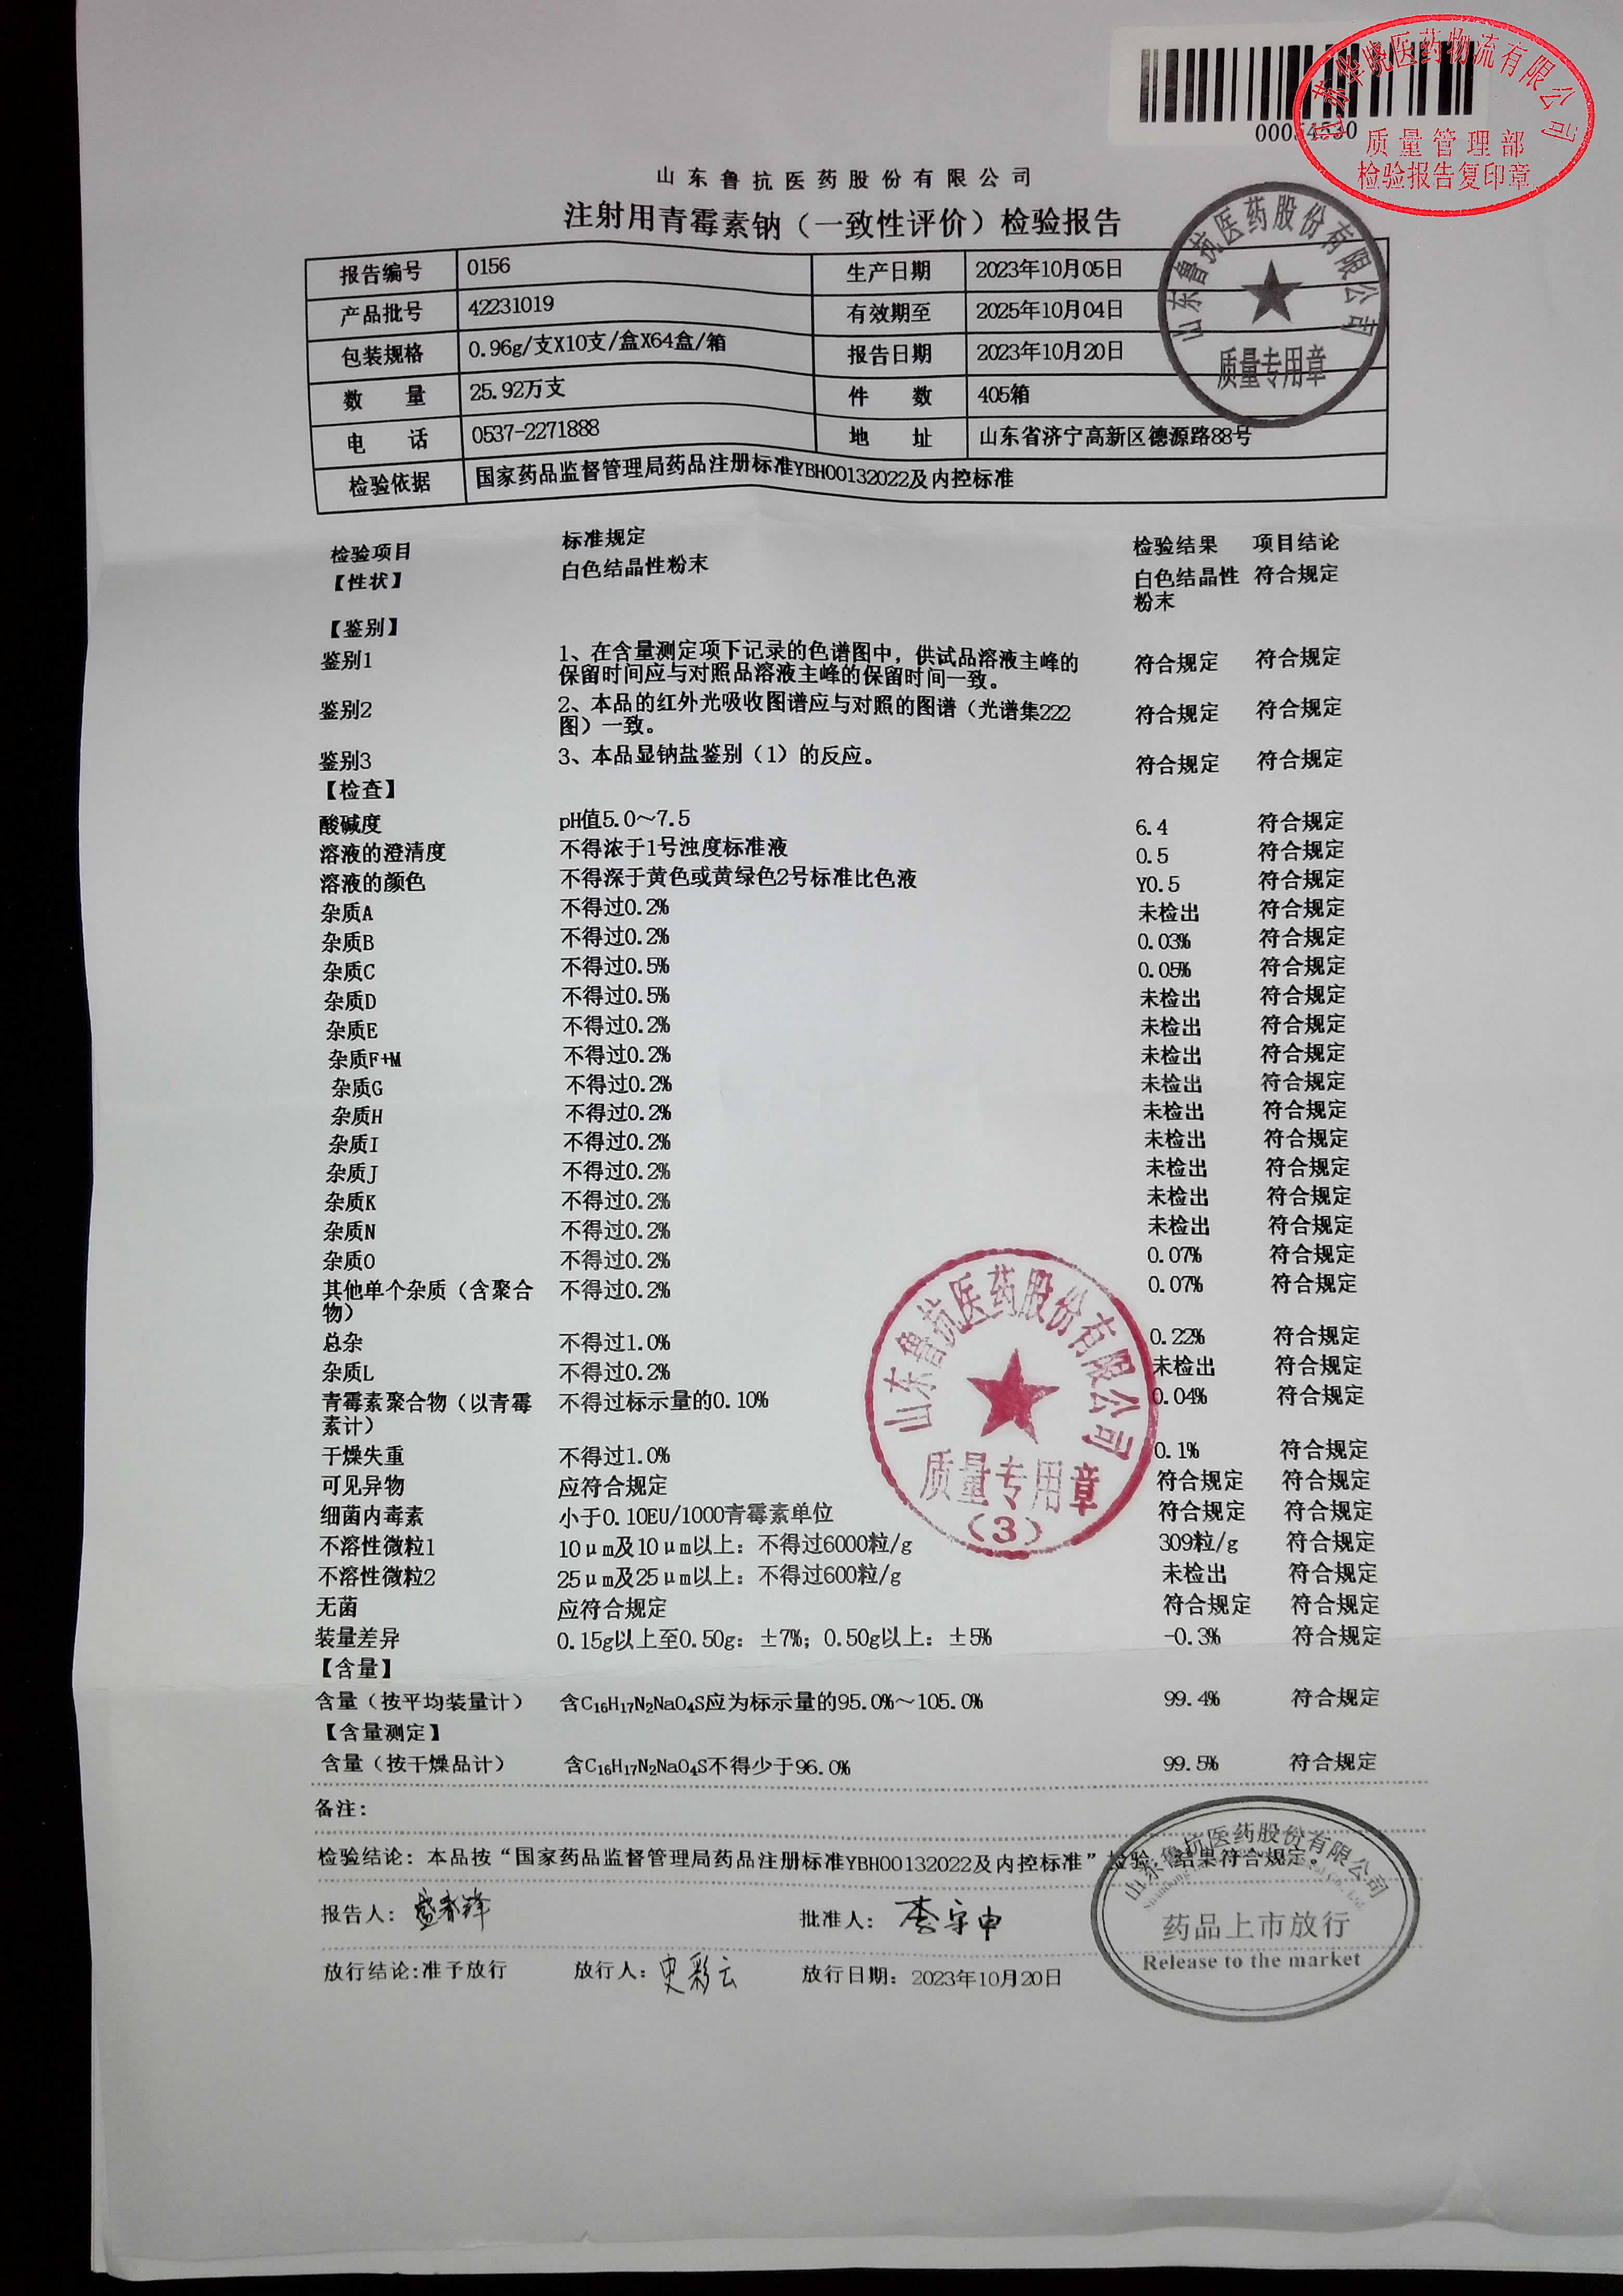 江苏华晓医药物流有限公司
质量管理部
检验报告复印章
山东鲁抗医药股份有限公司
注射用青霉素钠（一致性评价）检验报告
山东鲁抗医药股份有限公司
质量专用章
报告编号 0156 生产日期 2023年10月05日
产品批号 42231019 有效期至 2025年10月04日
包装规格 0.96g/支X10支/盒X64盒/箱 报告日期 2023年10月20日
数 量 25.92万支 件 数 405箱
电 话 0537-2271888 地 址 山东省济宁高新区德源路88号
检验依据 国家药品监督管理局药品注册标准YBH00132022及内控标准
检验项目 标准规定 检验结果 项目结论
【性状】 白色结晶性粉末 白色结晶性 符合规定
粉末
【鉴别】
鉴别1 1、在含量测定项下记录的色谱图中，供试品溶液主峰的 符合规定 符合规定
保留时间应与对照品溶液主峰的保留时间一致。
鉴别2 2、本品的红外光吸收图谱应与对照的图谱（光谱集222 符合规定 符合规定
图）一致。
鉴别3 3、本品显钠盐鉴别（1）的反应。 符合规定 符合规定
【检查】
酸碱度 pH值5.0～7.5 6.4 符合规定
溶液的澄清度 不得浓于1号浊度标准液 0.5 符合规定
溶液的颜色 不得深于黄色或黄绿色2号标准比色液 Y0.5 符合规定
杂质A 不得过0.2% 未检出 符合规定
杂质B 不得过0.2% 0.03% 符合规定
杂质C 不得过0.5% 0.05% 符合规定
杂质D 不得过0.5% 未检出 符合规定
杂质E 不得过0.2% 未检出 符合规定
杂质F+M 不得过0.2% 未检出 符合规定
杂质G 不得过0.2% 未检出 符合规定
杂质H 不得过0.2% 未检出 符合规定
杂质I 不得过0.2% 未检出 符合规定
杂质J 不得过0.2% 未检出 符合规定
杂质K 不得过0.2% 未检出 符合规定
杂质N 不得过0.2% 未检出 符合规定
杂质O 不得过0.2% 0.07% 符合规定
其他单个杂质（含聚合 不得过0.2% 0.07% 符合规定
物）
总杂 不得过1.0% 0.22% 符合规定
杂质L 不得过0.2% 未检出 符合规定
青霉素聚合物（以青霉 不得过标示量的0.10% 0.04% 符合规定
素计）
干燥失重 不得过1.0% 0.1% 符合规定
可见异物 应符合规定 符合规定 符合规定
细菌内毒素 小于0.10EU/1000青霉素单位 符合规定 符合规定
不溶性微粒1 10μm及10μm以上：不得过6000粒/g 309粒/g 符合规定
不溶性微粒2 25μm及25μm以上：不得过600粒/g 未检出 符合规定
无菌 应符合规定 符合规定 符合规定
装量差异 0.15g以上至0.50g：±7%；0.50g以上：±5% -0.3% 符合规定
山东鲁抗医药股份有限公司
质量专用章
（3）
【含量】
含量（按平均装量计） 含C₁₆H₁₇N₂NaO₄S应为标示量的95.0%～105.0% 99.4% 符合规定
【含量测定】
含量（按干燥品计） 含C₁₆H₁₇N₂NaO₄S不得少于96.0% 99.5% 符合规定
备注：
检验结论：本品按“国家药品监督管理局药品注册标准YBH00132022及内控标准”检验，结果符合规定。
报告人： 批准人：李宇申
放行结论:准予放行 放行人：史彩云 放行日期：2023年10月20日
山东鲁抗医药股份有限公司
药品上市放行
Release to the market